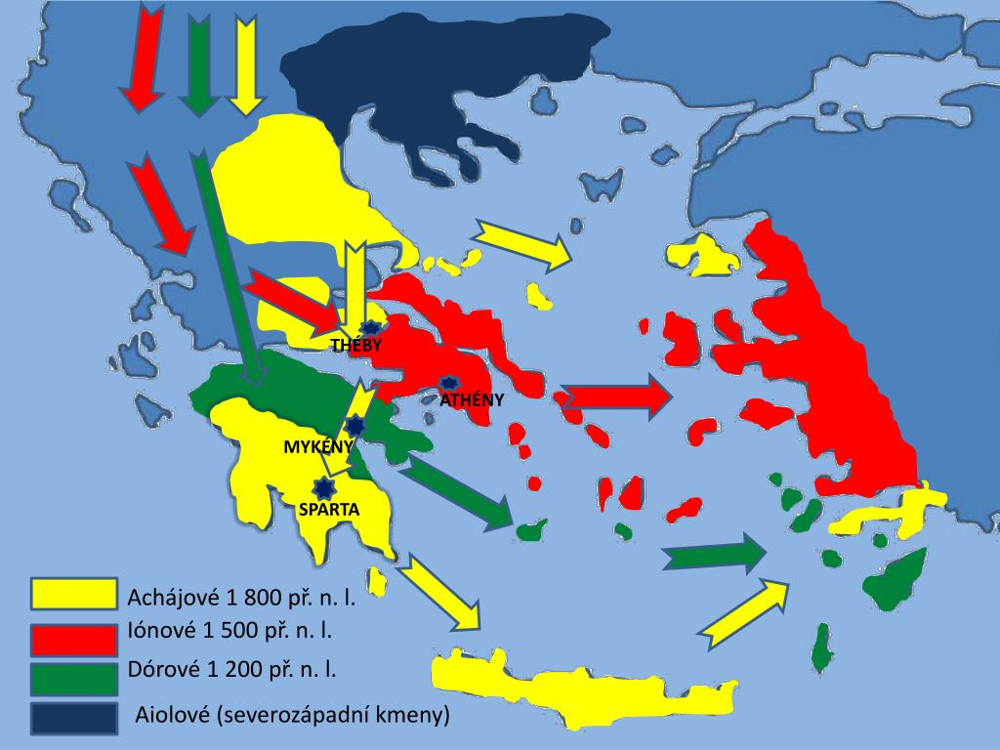 THÉBY
ATHÉNY
MYKÉNY
SPARTA
Achájové 1 800 př. n. l.
Iónové 1 500 př. n. l.
Dórové 1 200 př. n. l.
Aiolové (severozápadní kmeny)